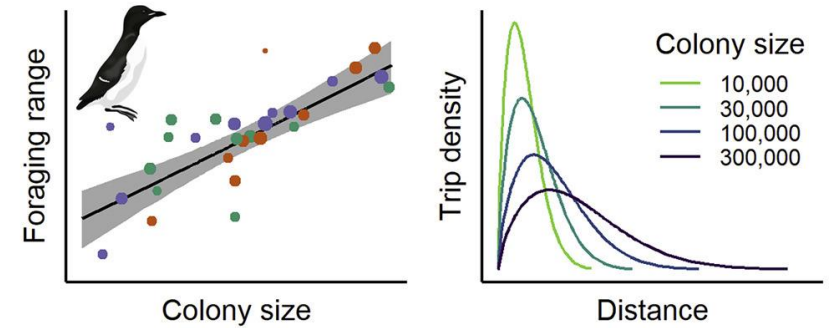 Foraging range
Colony size
Trip density
Distance
Colony size
10,000
30,000
100,000
300,000